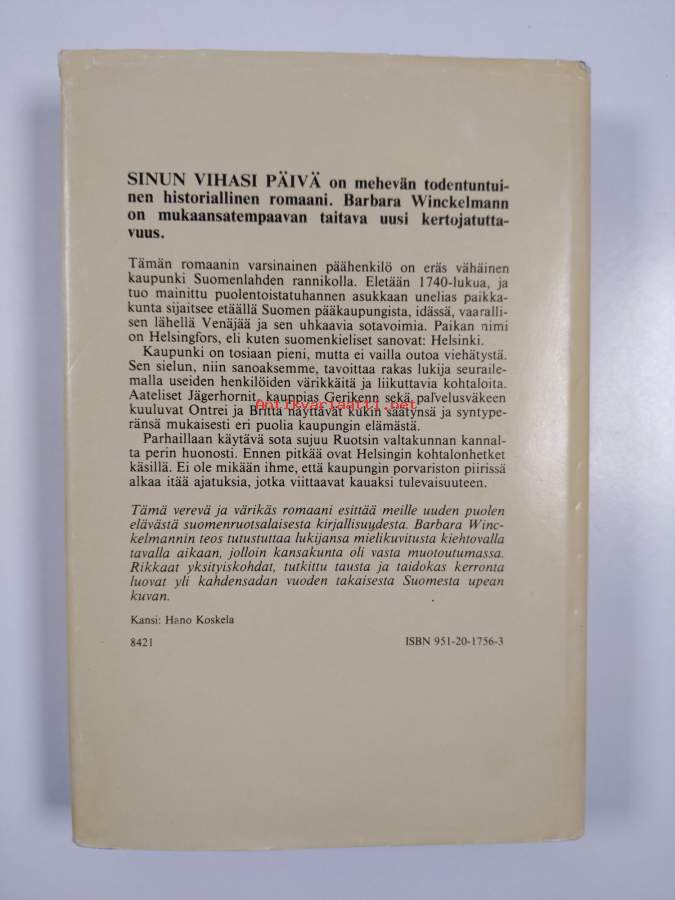 SINUN VIHASI PÄIVÄ on mehevän todentuntui-
nen historiallinen romaani. Barbara Winckelmann
on mukaansatempaavan taitava uusi kertojatutta-
vuus.
Tämän romaanin varsinainen päähenkilö on eräs vähäinen
kaupunki Suomenlahden rannikolla. Eletään 1740-lukua, ja
tuo mainittu puolentoistatuhannen asukkaan unelias paikka-
kunta sijaitsee etäällä Suomen pääkaupungista, idässä, vaaralli-
sen lähellä Venäjää ja sen uhkaavia sotavoimia. Paikan nimi
on Helsingfors, eli kuten suomenkieliset sanovat: Helsinki.
Kaupunki on tosiaan pieni, mutta ei vailla outoa viehätystä.
Sen sielun, niin sanoaksemme, tavoittaa rakas lukija seuraile-
malla useiden henkilöiden värikkäitä ja liikuttavia kohtaloita.
Aateliset Jägerhornit, kauppias Gerikenn sekä palvelusväkeen
Antikvariaatti.net
kuuluvat Ontrei ja Britta näyttävät kukin säätynsä ja syntype-
ränsä mukaisesti eri puolia kaupungin elämästä.
Parhaillaan käytävä sota sujuu Ruotsin valtakunnan kannal-
ta perin huonosti. Ennen pitkää ovat Helsingin kohtalonhetket
käsillä. Ei ole mikään ihme, että kaupungin porvariston piirissä
alkaa itää ajatuksia, jotka viittaavat kauaksi tulevaisuuteen.
Tämä verevä ja värikäs romaani esittää meille uuden puolen
elävästä suomenruotsalaisesta kirjallisuudesta. Barbara Winc-
kelmannin teos tutustuttaa lukijansa mielikuvitusta kiehtovalla
tavalla aikaan, jolloin kansakunta oli vasta muotoutumassa.
Rikkaat yksityiskohdat, tutkittu tausta ja taidokas kerronta
luovat yli kahdensadan vuoden takaisesta Suomesta upean
kuvan.
Kansi: Hano Koskela
8421 ISBN 951-20-1756-3